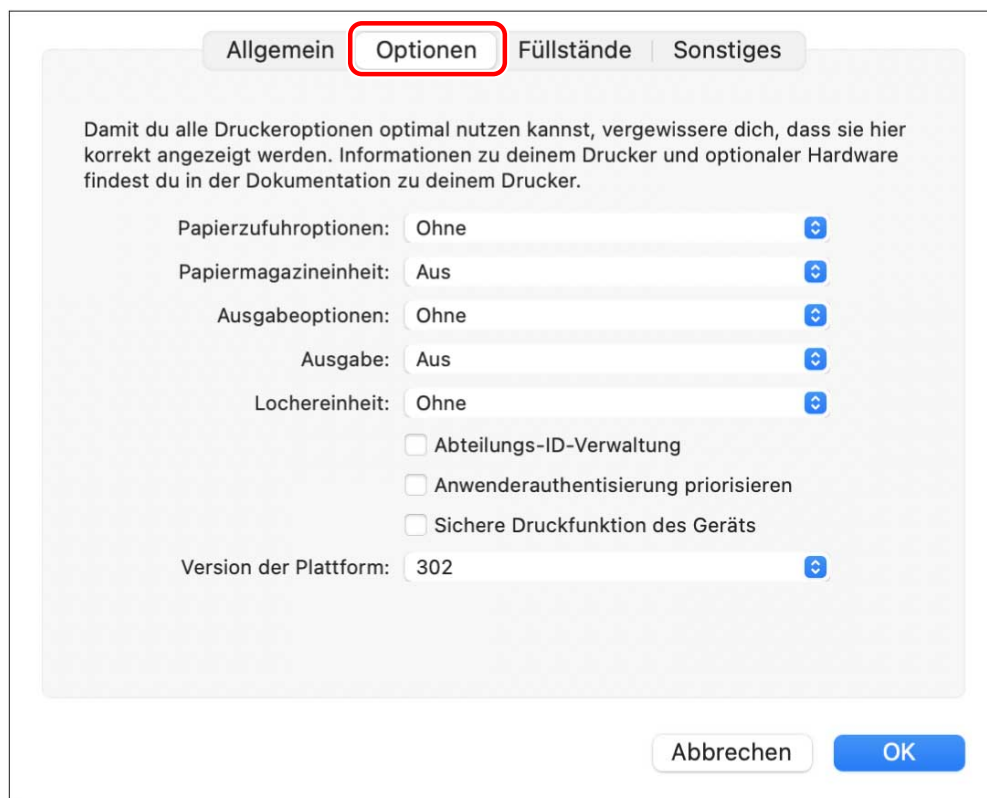 Allgemein Optionen Füllstände Sonstiges
Damit du alle Druckeroptionen optimal nutzen kannst, vergewissere dich, dass sie hier
korrekt angezeigt werden. Informationen zu deinem Drucker und optionaler Hardware
findest du in der Dokumentation zu deinem Drucker.
Papierzufuhroptionen: Ohne
Papiermagazineinheit: Aus
Ausgabeoptionen: Ohne
Ausgabe: Aus
Lochereinheit: Ohne
Abteilungs-ID-Verwaltung
Anwenderauthentisierung priorisieren
Sichere Druckfunktion des Geräts
Version der Plattform: 302
Abbrechen OK